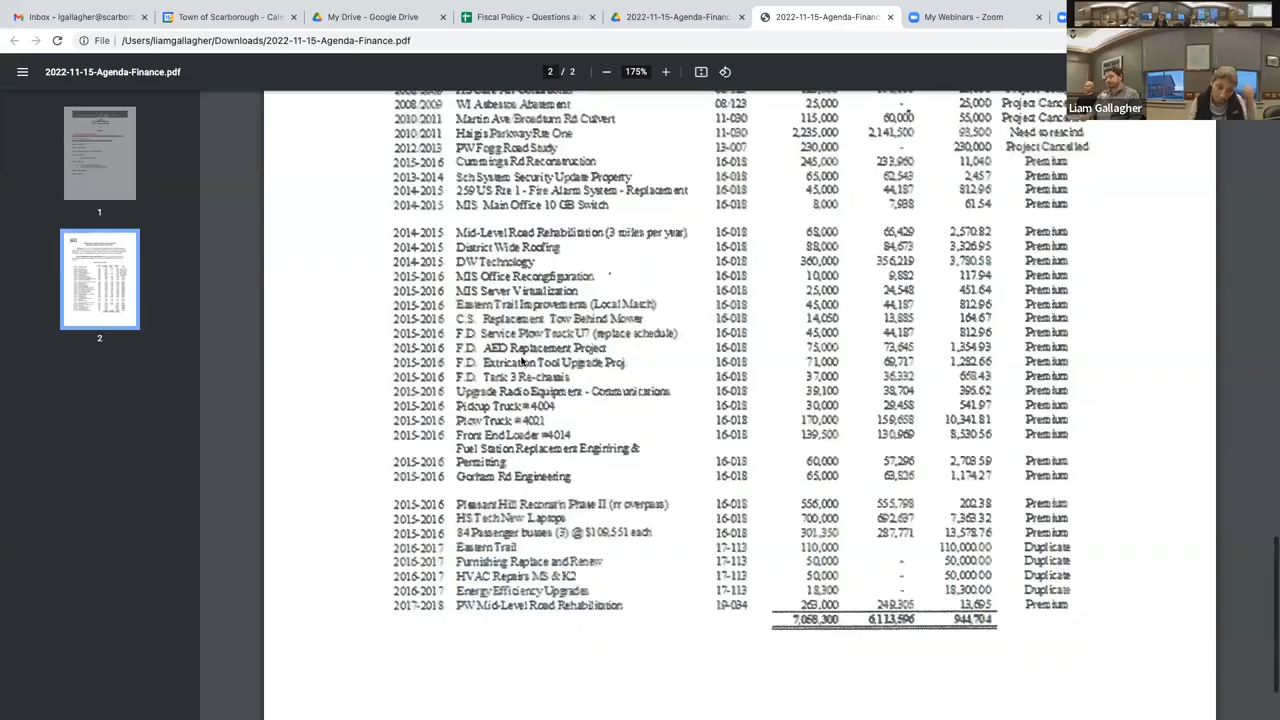 Inbox - lgallagher@scarbor
Town of Scarborough - Cale
My Drive - Google Drive
Fiscal Policy - Questions an
2022-11-15-Agenda-Financ
2022-11-15-Agenda-Financ
My Webinars - Zoom
File /Users/liamgallagher/Downloads/2022-11-15-Agenda-Finance.pdf
2022-11-15-Agenda-Finance.pdf 2 / 2 175%
Liam Gallagher
1
2
2008/2009 WI Asbestos Abatement 08-123 25,000 - 25,000
2010/2011 Martin Ave/Broadturn Rd Culvert 11-030 115,000 60,000 55,000
2010/2011 Haigis Parkway/Rte One 11-030 2,235,000 2,141,500 93,500 Need to rescind
2012/2013 PW Fogg Road Study 13-007 230,000 - 230,000 Project Cancelled
2015-2016 Cummings Rd Reconstruction 16-018 245,000 233,960 11,040 Premium
2013-2014 Sch System Security Update Property 16-018 65,000 62,543 2,457 Premium
2014-2015 259 US Rte 1 - Fire Alarm System - Replacement 16-018 45,000 44,187 812.96 Premium
2014-2015 MIS Main Office 10 GB Switch 16-018 8,000 7,938 61.54 Premium
2014-2015 Mid-Level Road Rehabilitation (3 miles per year) 16-018 68,000 65,429 2,570.82 Premium
2014-2015 District Wide Roofing 16-018 88,000 84,673 3,326.95 Premium
2014-2015 DW Technology 16-018 360,000 356,219 3,780.58 Premium
2015-2016 MIS Office Recongfiguration 16-018 10,000 9,882 117.94 Premium
2015-2016 MIS Server Virtualization 16-018 25,000 24,548 451.64 Premium
2015-2016 Eastern Trail Improvements (Local Match) 16-018 45,000 44,187 812.96 Premium
2015-2016 C.S. Replacement Tow Behind Mower 16-018 14,050 13,885 164.67 Premium
2015-2016 F.D. Service Plow Truck U7 (replace schedule) 16-018 45,000 44,187 812.96 Premium
2015-2016 F.D. AED Replacement Project 16-018 75,000 73,645 1,354.93 Premium
2015-2016 F.D. Extrication Tool Upgrade Proj. 16-018 71,000 69,717 1,282.66 Premium
2015-2016 F.D. Tank 3 Re-chassis 16-018 37,000 36,332 668.43 Premium
2015-2016 Upgrade Radio Equipment - Communications 16-018 39,100 38,704 395.62 Premium
2015-2016 Pickup Truck #4004 16-018 30,000 29,458 541.97 Premium
2015-2016 Plow Truck #4021 16-018 170,000 159,658 10,341.81 Premium
2015-2016 Front End Loader #4014 16-018 139,500 130,969 8,530.56 Premium
Fuel Station Replacement Enginring &
2015-2016 Permitting 16-018 60,000 57,296 2,703.59 Premium
2015-2016 Gorham Rd Engineering 16-018 65,000 63,826 1,174.27 Premium
2015-2016 Pleasant Hill Reconstn Phase II (rr overpass) 16-018 556,000 555,798 202.38 Premium
2015-2016 HS Tech New Laptops 16-018 700,000 692,637 7,363.32 Premium
2015-2016 84 Passenger busses (3) @ $109,551 each 16-018 301,350 287,771 13,578.76 Premium
2016-2017 Eastern Trail 17-113 110,000 110,000.00 Duplicate
2016-2017 Furnishing Replace and Renew 17-113 50,000 - 50,000.00 Duplicate
2016-2017 HVAC Repairs MS & K2 17-113 50,000 - 50,000.00 Duplicate
2016-2017 Energy Efficiency Upgrades 17-113 18,300 - 18,300.00 Duplicate
2017-2018 PW Mid-Level Road Rehabilitation 19-034 263,000 249,305 13,695 Premium
7,058,300 6,113,596 944,704